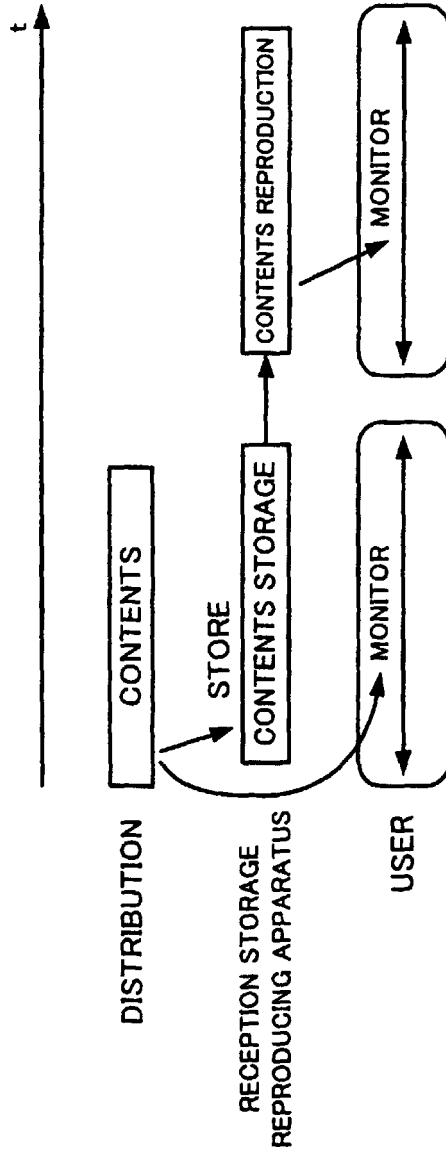 t
DISTRIBUTION
CONTENTS
STORE
RECEPTION STORAGE
REPRODUCING APPARATUS
CONTENTS STORAGE
CONTENTS REPRODUCTION
USER
MONITOR
MONITOR